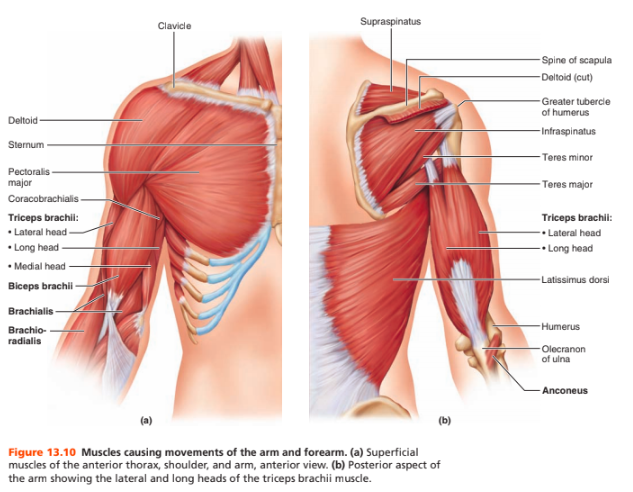 Clavicle
Deltoid
Sternum
Pectoralis
major
Coracobrachialis
Triceps brachii:
• Lateral head
• Long head
• Medial head
Biceps brachii
Brachialis
Brachio-
radialis
(a)
Supraspinatus
Spine of scapula
Deltoid (cut)
Greater tubercle
of humerus
Infraspinatus
Teres minor
Teres major
Triceps brachii:
• Lateral head
• Long head
Latissimus dorsi
Humerus
Olecranon
of ulna
Anconeus
(b)
Figure 13.10 Muscles causing movements of the arm and forearm. (a) Superficial
muscles of the anterior thorax, shoulder, and arm, anterior view. (b) Posterior aspect of
the arm showing the lateral and long heads of the triceps brachii muscle.